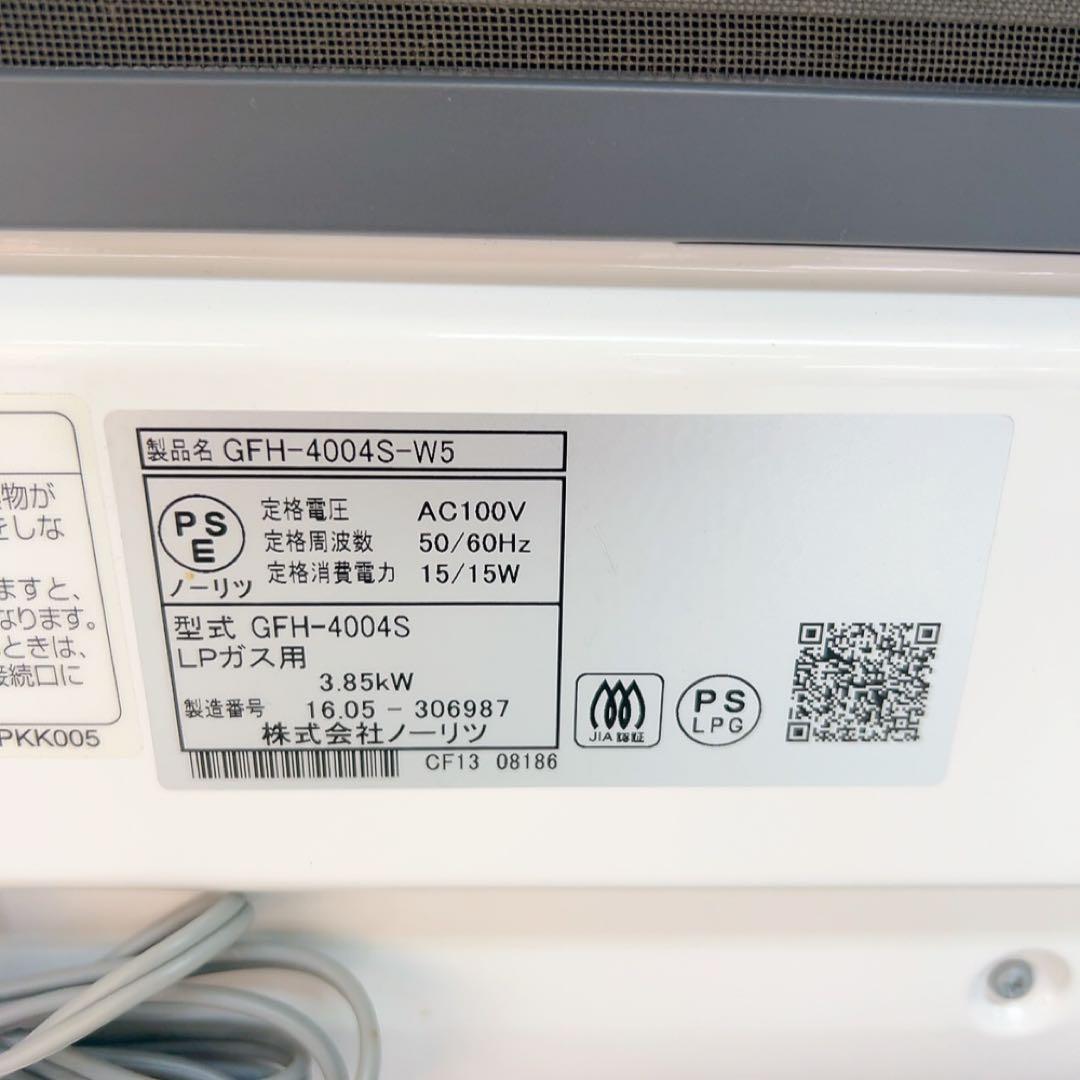 物が
をしな
ますと、
なります。
ときは、
接続口に
PKK005
製品名 GFH-4004S-W5
PS
E
ノーリツ
定格電圧 AC100V
定格周波数 50/60Hz
定格消費電力 15/15W
型式 GFH-4004S
LPガス用
3.85kW
製造番号 16.05 - 306987
株式会社ノーリツ
CF13 08186
JIA 認証
PS
LPG